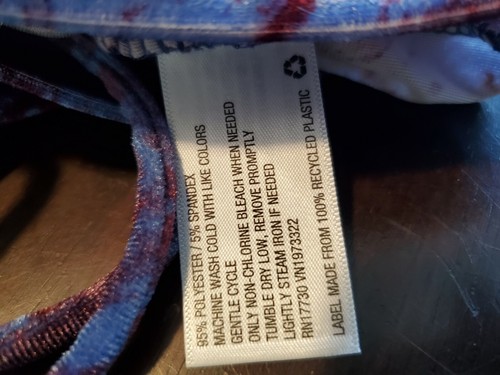 95% POLYESTER / 5% SPANDEX
MACHINE WASH COLD WITH LIKE COLORS
GENTLE CYCLE
ONLY NON-CHLORINE BLEACH WHEN NEEDED
TUMBLE DRY LOW, REMOVE PROMPTLY
LIGHTLY STEAM IRON IF NEEDED
RN17730 VN1973922
LABEL MADE FROM 100% RECYCLED PLASTIC